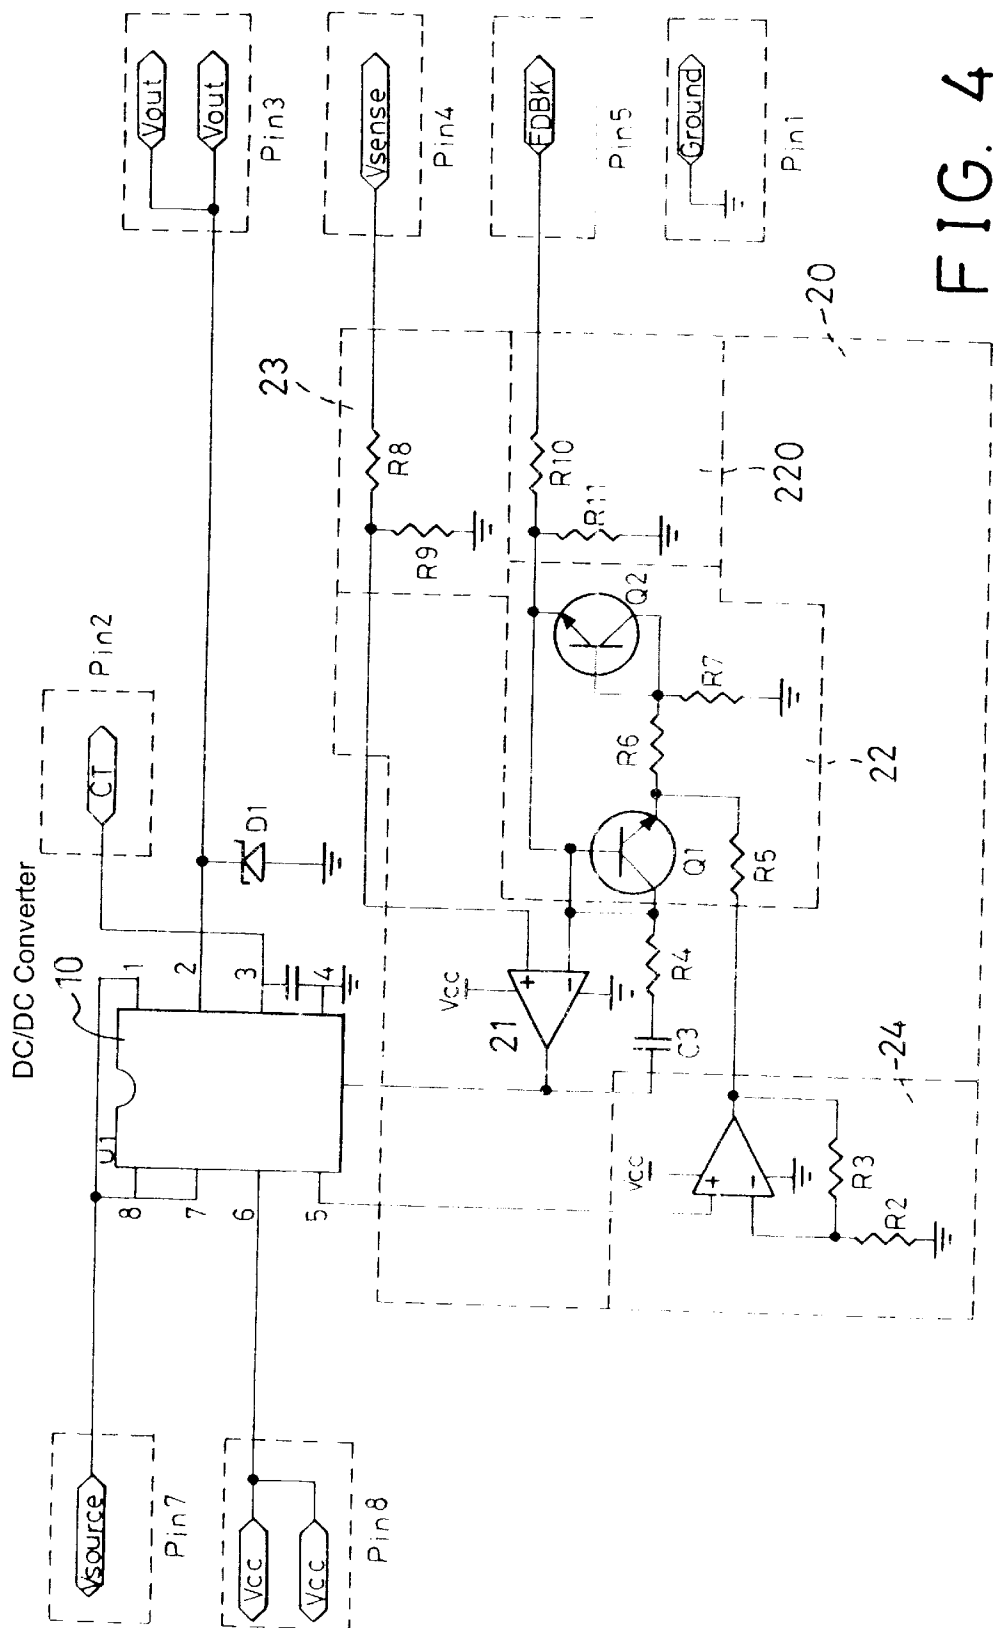 DC/DC Converter
10
U1
1
2
3
4
8
7
6
5
Vsource
Pin7
Vcc
Vcc
Pin8
CT
Pin2
D1
Vout
Vout
Pin3
Vsense
Pin4
FDBK
Pin5
Ground
Pin1
23
R8
R9
R10
R11
220
Q2
R7
R6
22
Q1
R5
Vcc
+
−
21
R4
C3
24
Vcc
+
−
R3
R2
20
FIG. 4